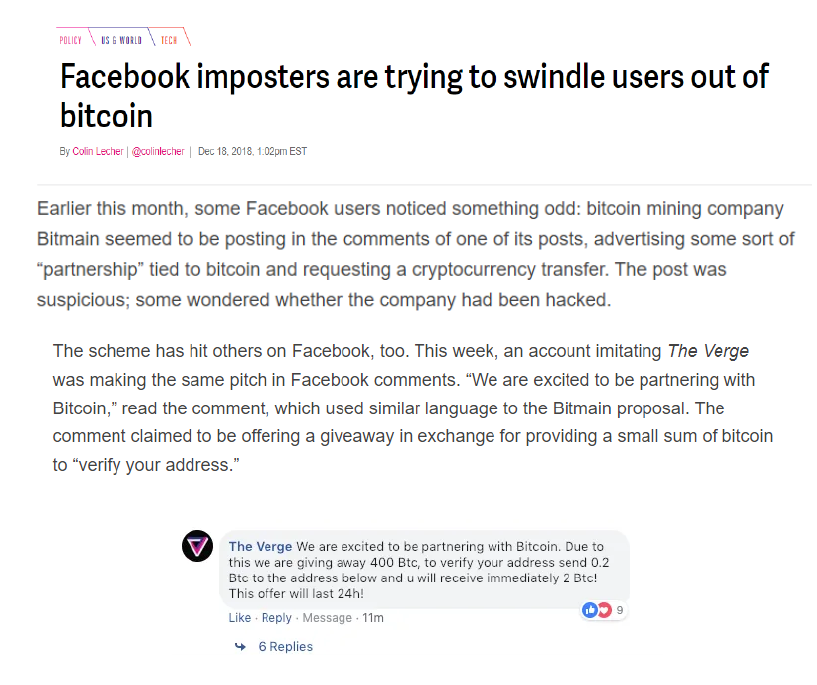 POLICY US & WORLD TECH
Facebook imposters are trying to swindle users out of
bitcoin
By Colin Lecher | @colinlecher | Dec 18, 2018, 1:02pm EST
Earlier this month, some Facebook users noticed something odd: bitcoin mining company
Bitmain seemed to be posting in the comments of one of its posts, advertising some sort of
“partnership” tied to bitcoin and requesting a cryptocurrency transfer. The post was
suspicious; some wondered whether the company had been hacked.
The scheme has hit others on Facebook, too. This week, an account imitating The Verge
was making the same pitch in Facebook comments. “We are excited to be partnering with
Bitcoin,” read the comment, which used similar language to the Bitmain proposal. The
comment claimed to be offering a giveaway in exchange for providing a small sum of bitcoin
to “verify your address.”
The Verge We are excited to be partnering with Bitcoin. Due to
this we are giving away 400 Btc, to verify your address send 0.2
Btc to the address below and u will receive immediately 2 Btc!
This offer will last 24h!
9
Like · Reply · Message · 11m
6 Replies